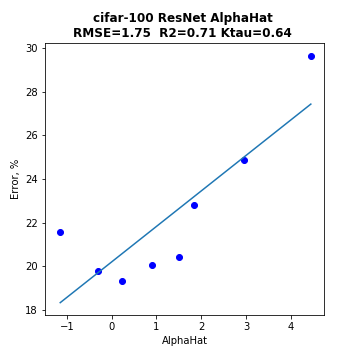 cifar-100 ResNet AlphaHat
RMSE=1.75 R2=0.71 Ktau=0.64
30
28
26
24
22
20
18
Error, %
−1 0 1 2 3 4
AlphaHat